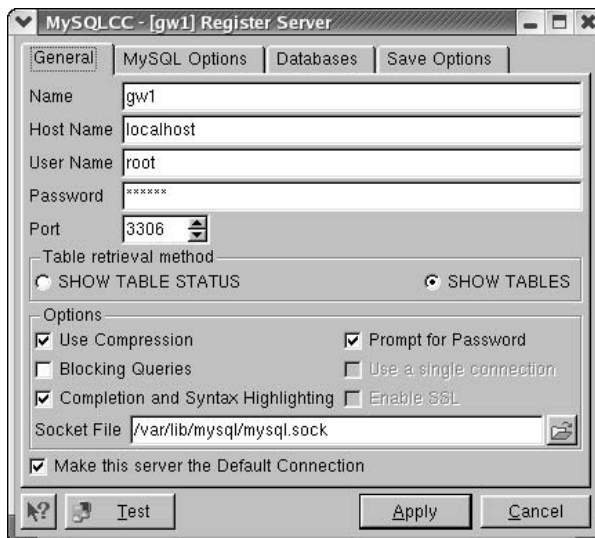 MySQLCC - [gw1] Register Server
General MySQL Options Databases Save Options
Name gw1
Host Name localhost
User Name root
Password ******
Port 3306
Table retrieval method
SHOW TABLE STATUS SHOW TABLES
Options
Use Compression Prompt for Password
Blocking Queries Use a single connection
Completion and Syntax Highlighting Enable SSL
Socket File /var/lib/mysql/mysql.sock
Make this server the Default Connection
? Test Apply Cancel